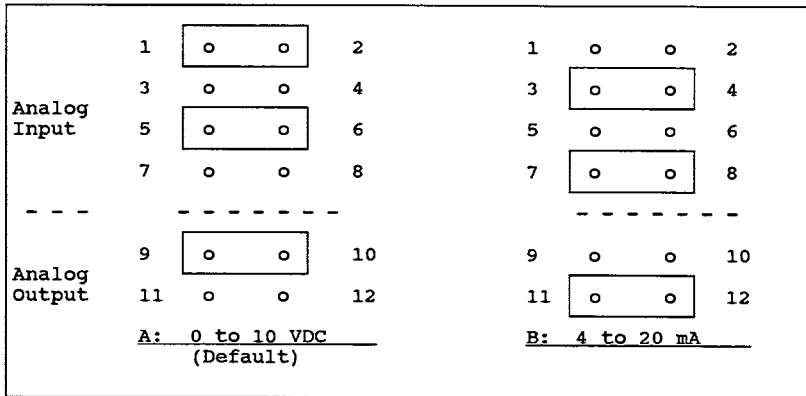 1 o o 2 1 o o 2
3 o o 4 3 o o 4
Analog
Input
5 o o 6 5 o o 6
7 o o 8 7 o o 8
- - - - - - - - - - - - - - - - -
9 o o 10 9 o o 10
Analog
Output
11 o o 12 11 o o 12
A: 0 to 10 VDC B: 4 to 20 mA
(Default)